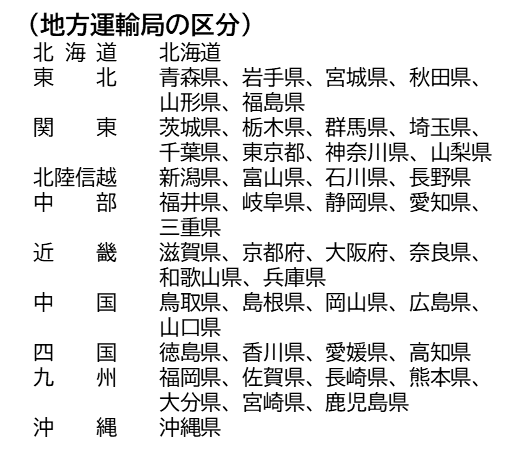 （地方運輸局の区分）
北海道 北海道
東北 青森県、岩手県、宮城県、秋田県、
山形県、福島県
関東 茨城県、栃木県、群馬県、埼玉県、
千葉県、東京都、神奈川県、山梨県
北陸信越 新潟県、富山県、石川県、長野県
中部 福井県、岐阜県、静岡県、愛知県、
三重県
近畿 滋賀県、京都府、大阪府、奈良県、
和歌山県、兵庫県
中国 鳥取県、島根県、岡山県、広島県、
山口県
四国 徳島県、香川県、愛媛県、高知県
九州 福岡県、佐賀県、長崎県、熊本県、
大分県、宮崎県、鹿児島県
沖縄 沖縄県